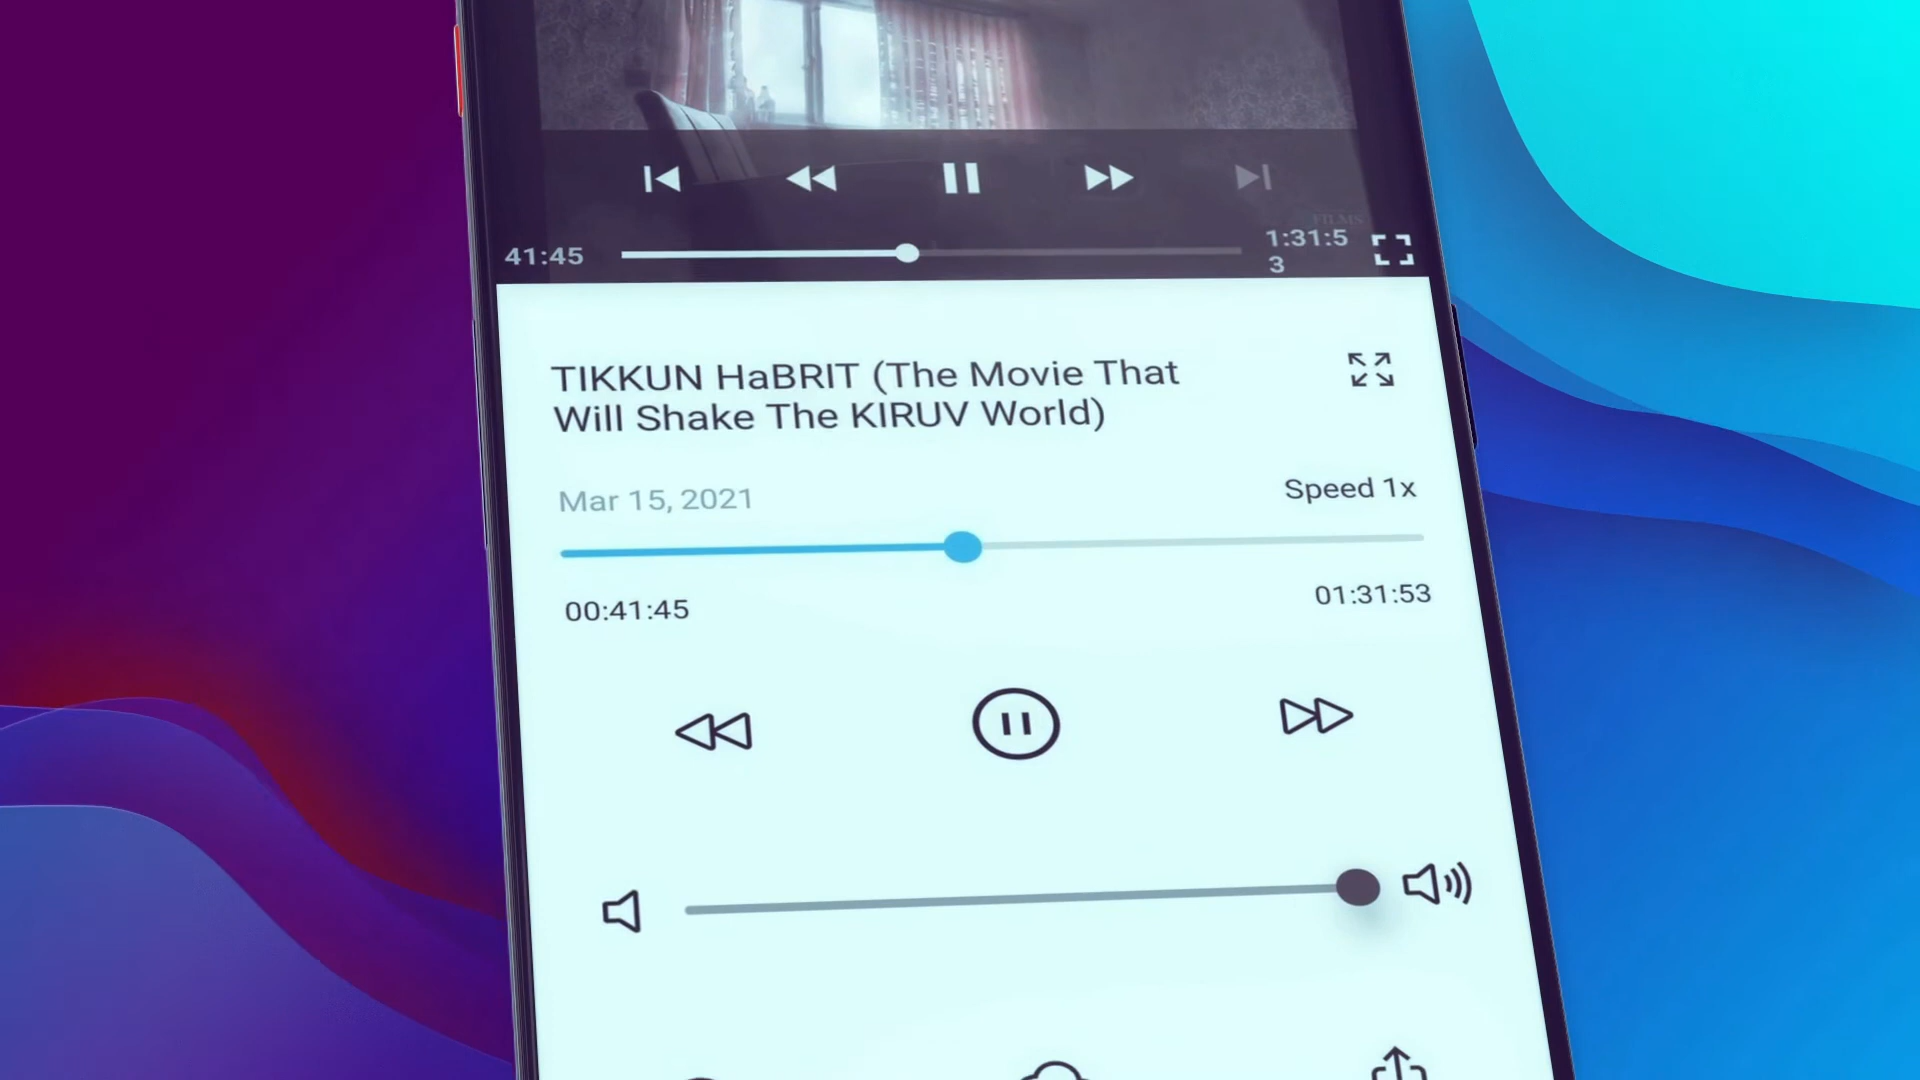 FILMS
41:45
1:31:5
3
TIKKUN HaBRIT (The Movie That
Will Shake The KIRUV World)
Mar 15, 2021
Speed 1x
00:41:45
01:31:53